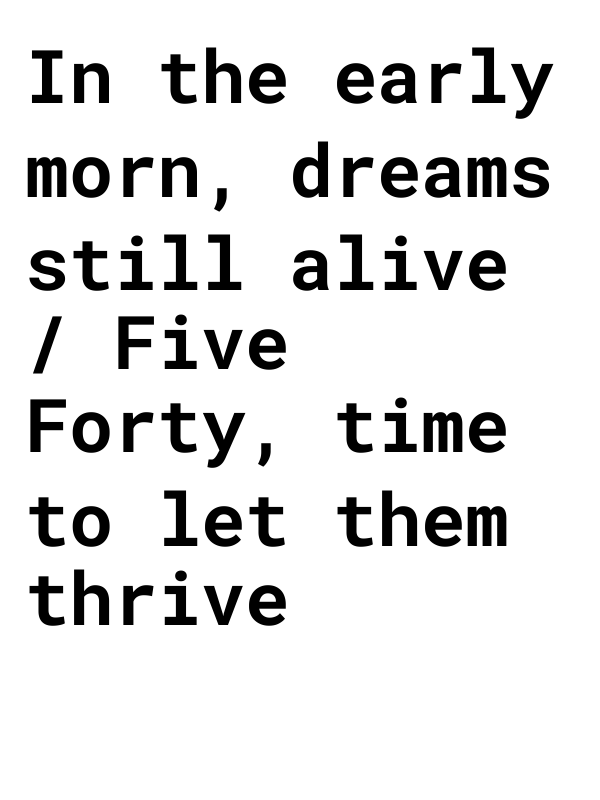 In the early
morn, dreams
still alive
/ Five
Forty, time
to let them
thrive